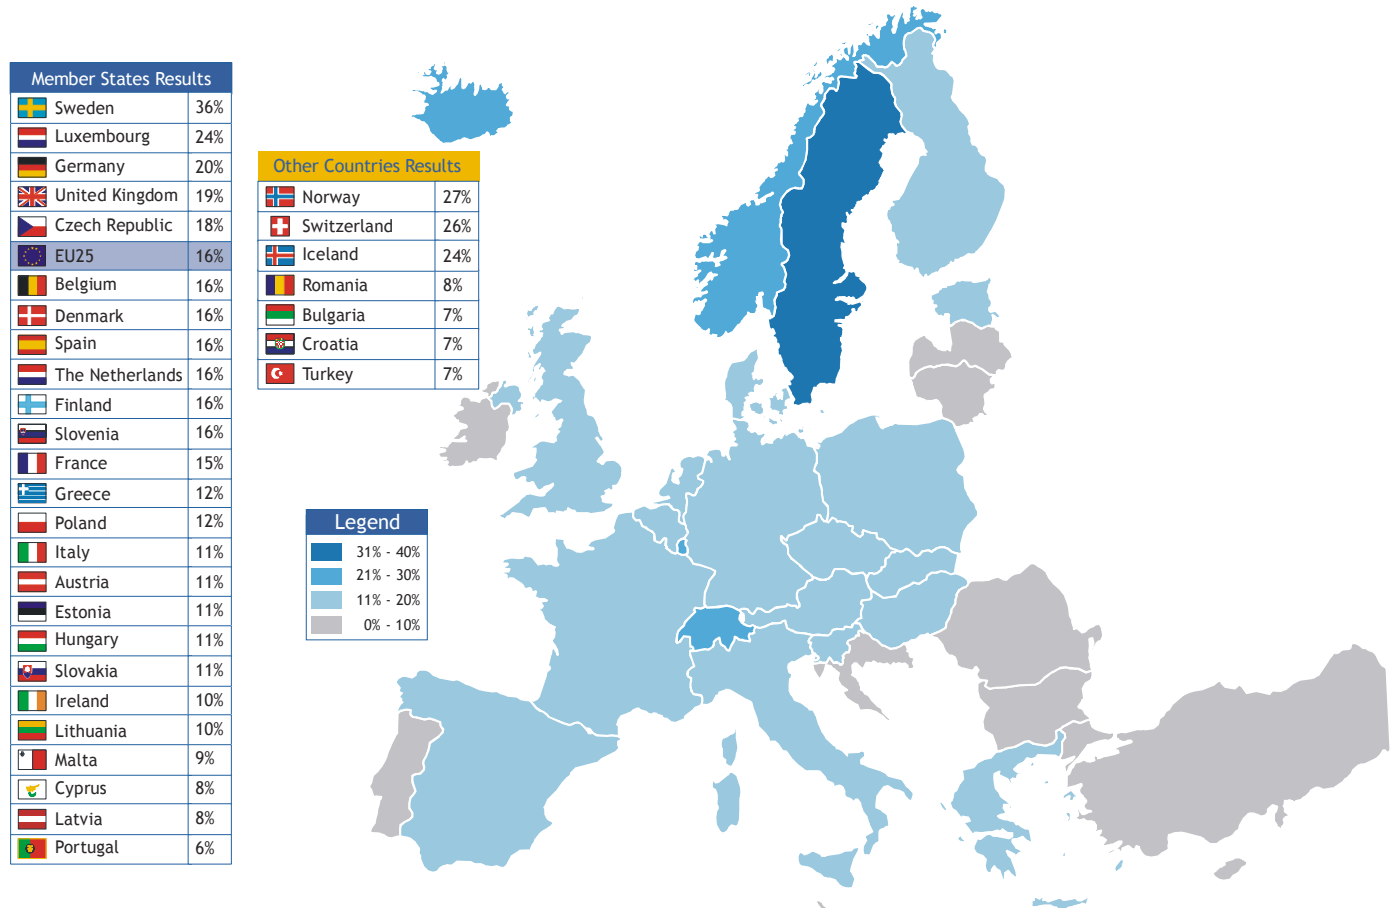 Member States Results
Sweden 36%
Luxembourg 24%
Germany 20%
United Kingdom 19%
Czech Republic 18%
EU25 16%
Belgium 16%
Denmark 16%
Spain 16%
The Netherlands 16%
Finland 16%
Slovenia 16%
France 15%
Greece 12%
Poland 12%
Italy 11%
Austria 11%
Estonia 11%
Hungary 11%
Slovakia 11%
Ireland 10%
Lithuania 10%
Malta 9%
Cyprus 8%
Latvia 8%
Portugal 6%
Other Countries Results
Norway 27%
Switzerland 26%
Iceland 24%
Romania 8%
Bulgaria 7%
Croatia 7%
Turkey 7%
Legend
31% - 40%
21% - 30%
11% - 20%
0% - 10%